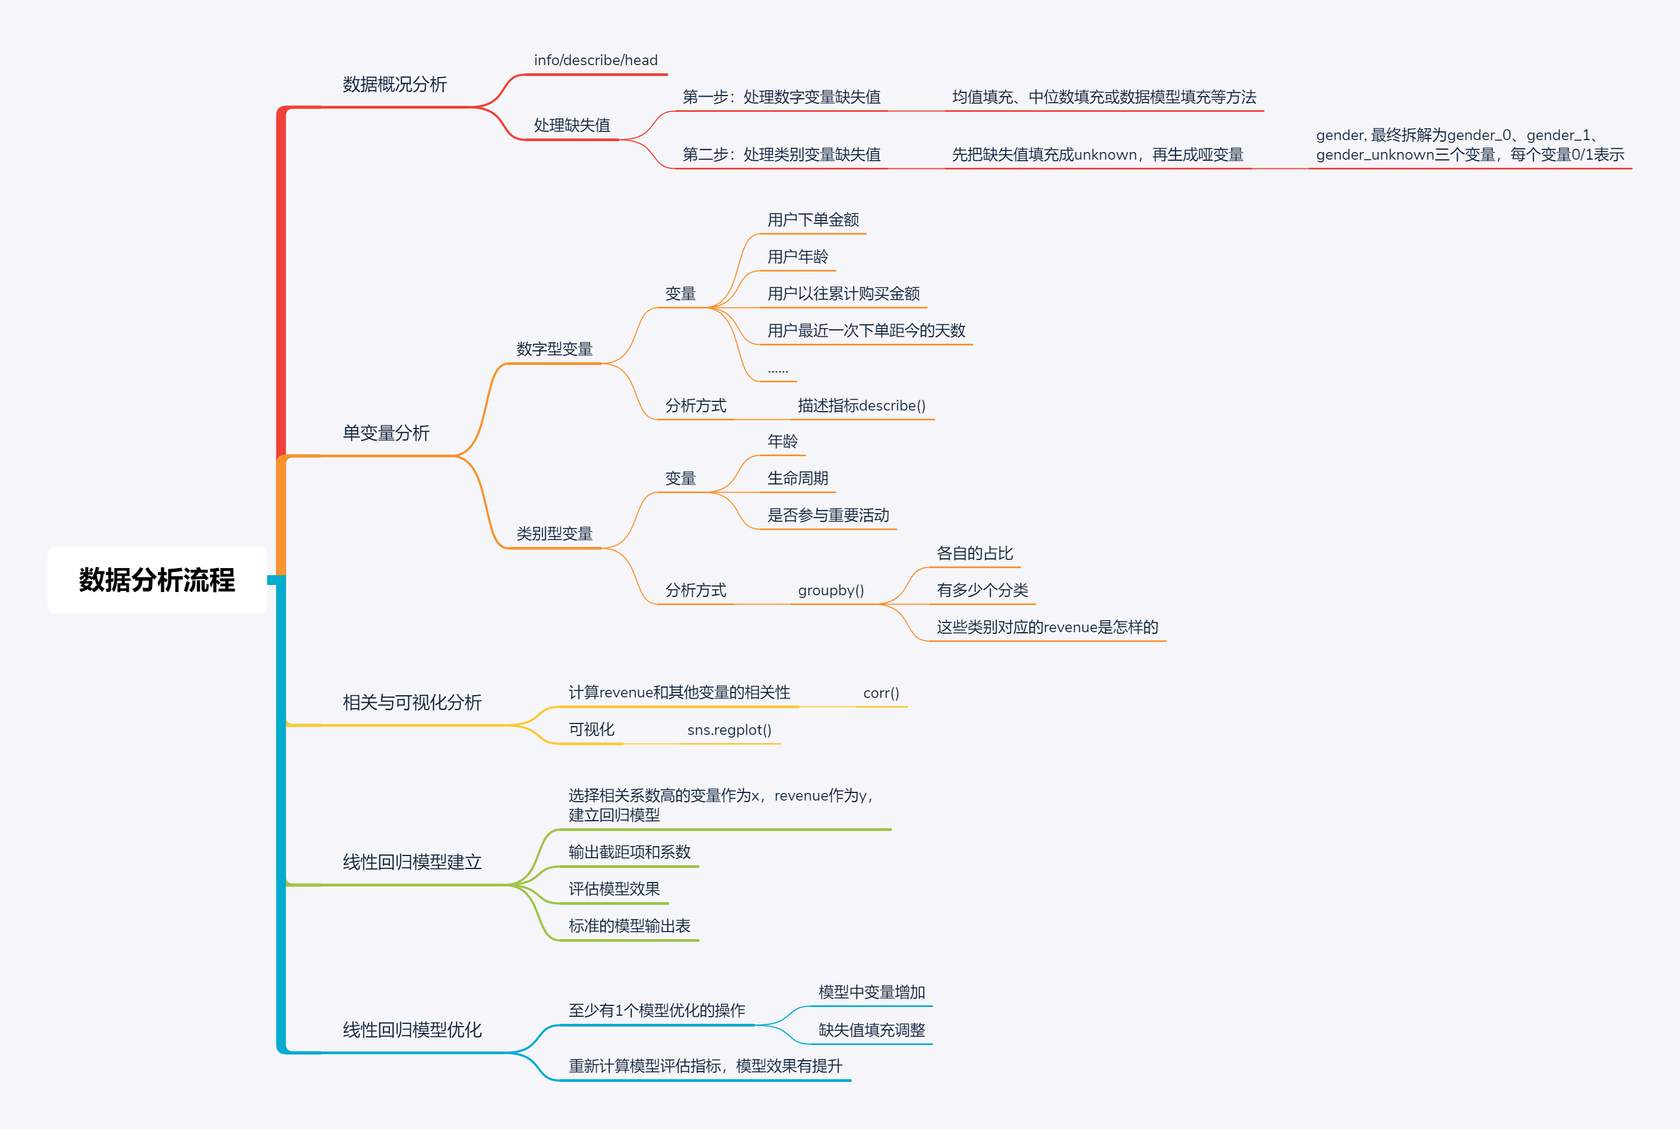 数据分析流程
数据概况分析
info/describe/head
处理缺失值
第一步：处理数字变量缺失值
均值填充、中位数填充或数据模型填充等方法
第二步：处理类别变量缺失值
先把缺失值填充成unknown，再生成哑变量
gender, 最终拆解为gender_0、gender_1、
gender_unknown三个变量，每个变量0/1表示
单变量分析
数字型变量
变量
用户下单金额
用户年龄
用户以往累计购买金额
用户最近一次下单距今的天数
......
分析方式
描述指标describe()
类别型变量
变量
年龄
生命周期
是否参与重要活动
分析方式
groupby()
各自的占比
有多少个分类
这些类别对应的revenue是怎样的
相关与可视化分析
计算revenue和其他变量的相关性
corr()
可视化
sns.regplot()
线性回归模型建立
选择相关系数高的变量作为x，revenue作为y，
建立回归模型
输出截距项和系数
评估模型效果
标准的模型输出表
线性回归模型优化
至少有1个模型优化的操作
模型中变量增加
缺失值填充调整
重新计算模型评估指标，模型效果有提升